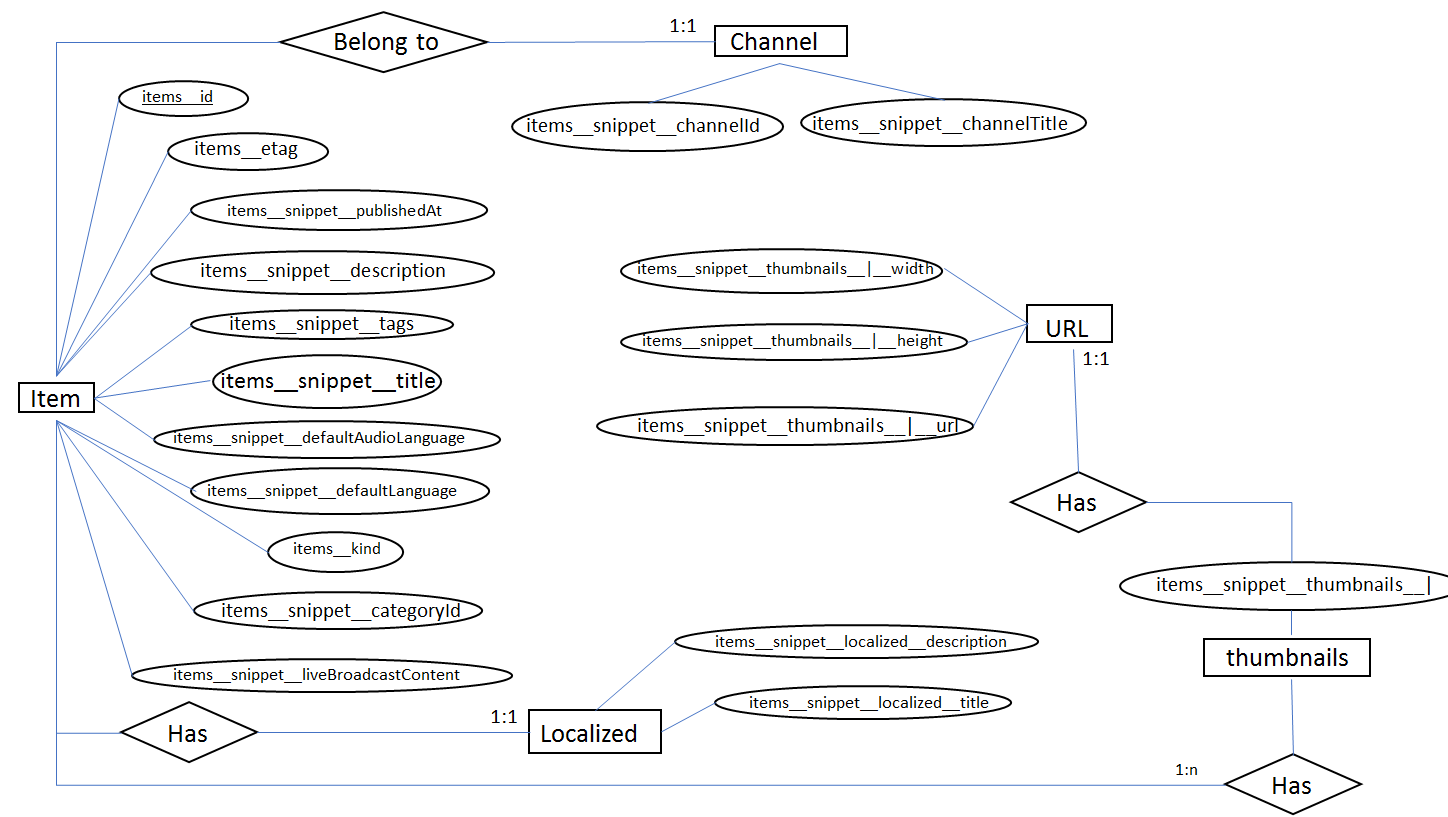 Belong to
1:1
Channel
items__id
items__snippet__channelId
items__snippet__channelTitle
items__etag
items__snippet__publishedAt
items__snippet__description
items__snippet__thumbnails__|__width
items__snippet__tags
URL
items__snippet__thumbnails__|__height
1:1
items__snippet__title
Item
items__snippet__thumbnails__|__url
items__snippet__defaultAudioLanguage
items__snippet__defaultLanguage
Has
items__kind
items__snippet__thumbnails__|
items__snippet__categoryId
items__snippet__localized__description
thumbnails
items__snippet__liveBroadcastContent
items__snippet__localized__title
1:1
Has
Localized
1:n
Has